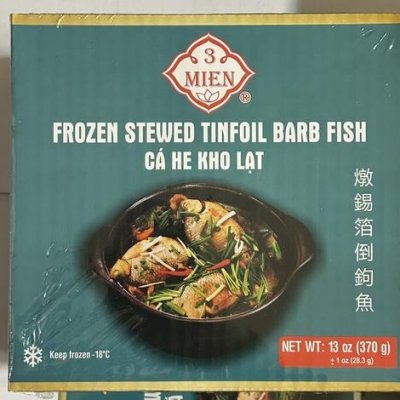 3
MIEN
®
FROZEN STEWED TINFOIL BARB FISH
CÁ HE KHO LẠT
燉錫箔倒鉤魚
Keep frozen -18°C
NET WT: 13 oz (370 g)
± 1 oz (28.3 g)